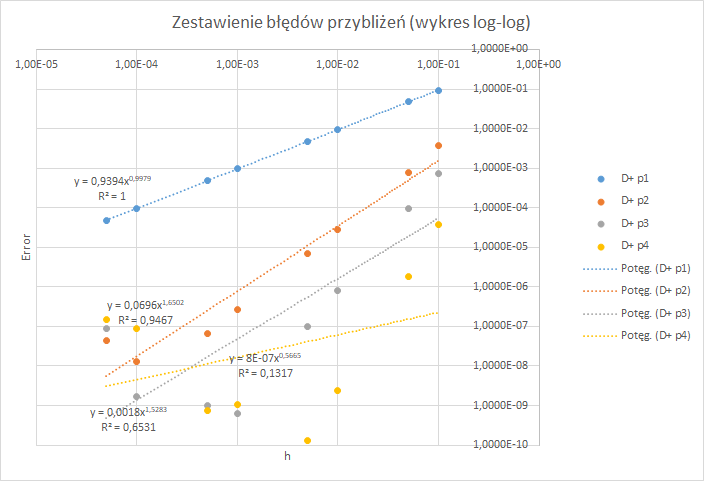 Zestawienie błędów przybliżeń (wykres log-log)
1,0000E+00
1,00E-05 1,00E-04 1,00E-03 1,00E-02 1,00E-01 1,00E+00
1,0000E-01
1,0000E-02
1,0000E-03
y = 0,9394x^0,9979
R² = 1
1,0000E-04
1,0000E-05
Error
1,0000E-06
y = 0,0696x^1,6502
R² = 0,9467
1,0000E-07
y = 8E-07x^0,5665
R² = 0,1317
1,0000E-08
y = 0,0018x^1,5283
R² = 0,6531
1,0000E-09
1,0000E-10
h
D+ p1
D+ p2
D+ p3
D+ p4
Potęg. (D+ p1)
Potęg. (D+ p2)
Potęg. (D+ p3)
Potęg. (D+ p4)